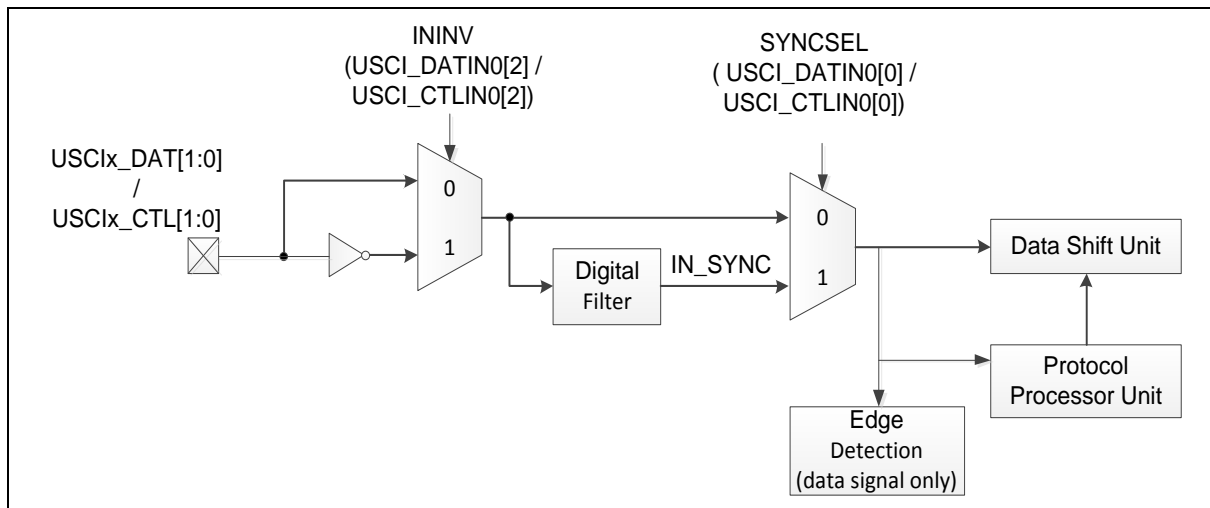 ININV
(USCI_DATIN0[2] /
USCI_CTLIN0[2])
SYNCSEL
( USCI_DATIN0[0] /
USCI_CTLIN0[0])
USCIx_DAT[1:0]
/
USCIx_CTL[1:0]
0
1
Digital
Filter
IN_SYNC
0
1
Data Shift Unit
Protocol
Processor Unit
Edge
Detection
(data signal only)